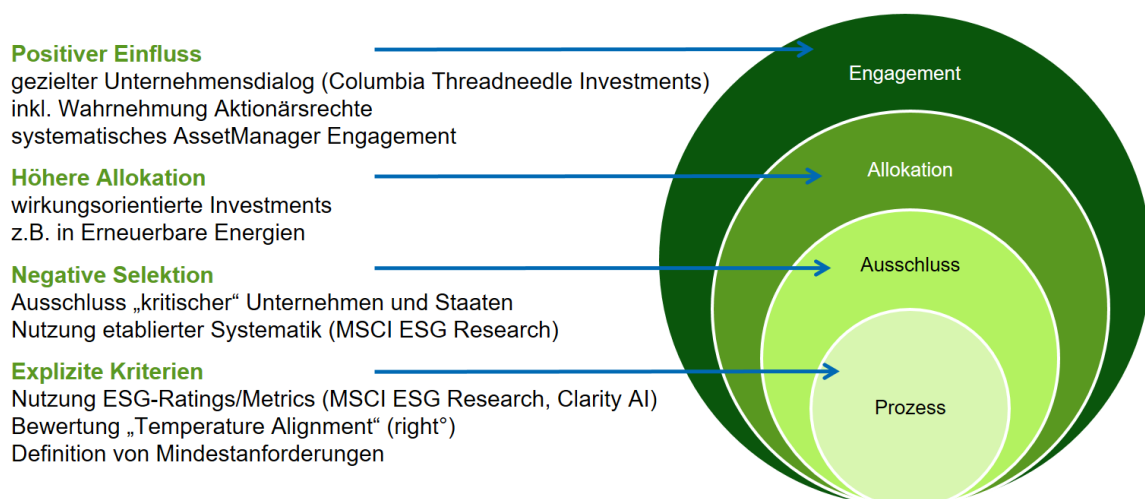 Positiver Einfluss
gezielter Unternehmensdialog (Columbia Threadneedle Investments)
inkl. Wahrnehmung Aktionärsrechte
systematisches AssetManager Engagement
Höhere Allokation
wirkungsorientierte Investments
z.B. in Erneuerbare Energien
Negative Selektion
Ausschluss „kritischer“ Unternehmen und Staaten
Nutzung etablierter Systematik (MSCI ESG Research)
Explizite Kriterien
Nutzung ESG-Ratings/Metrics (MSCI ESG Research, Clarity AI)
Bewertung „Temperature Alignment“ (right°)
Definition von Mindestanforderungen
Engagement
Allokation
Ausschluss
Prozess